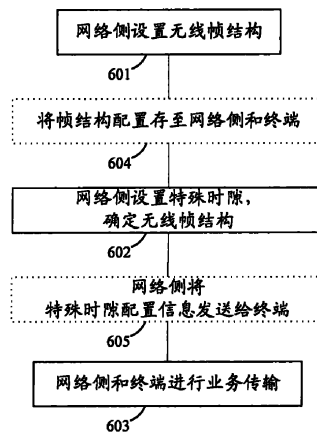 网络侧设置无线帧结构
601
将帧结构配置存至网络侧和终端
604
网络侧设置特殊时隙，
确定无线帧结构
602
网络侧将
特殊时隙配置信息发送给终端
605
网络侧和终端进行业务传输
603